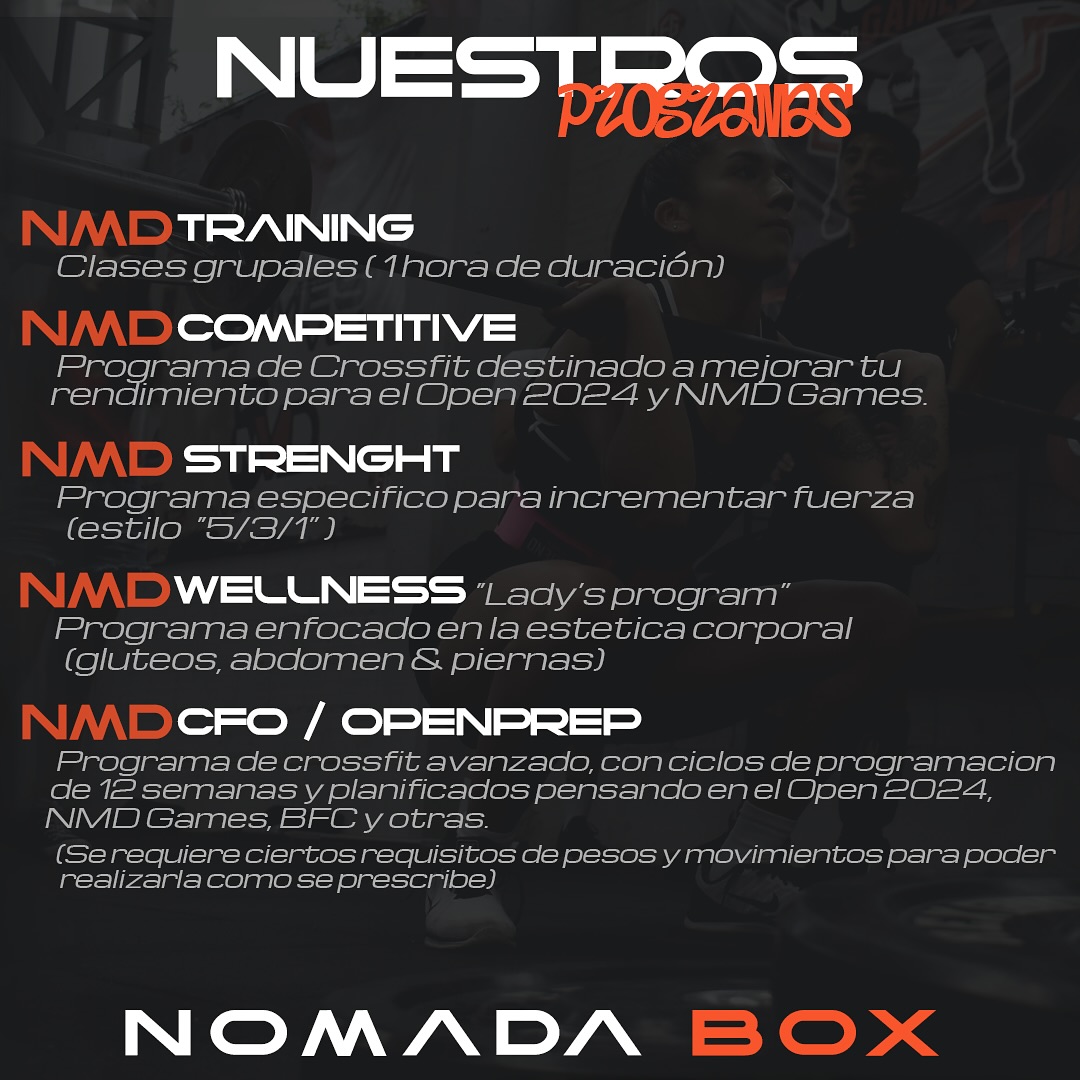 NUESTROS
PROGRAMAS
NMD TRAINING
Clases grupales ( 1 hora de duración)
NMD COMPETITIVE
Programa de Crossfit destinado a mejorar tu
rendimiento para el Open 2024 y NMD Games.
NMD STRENGHT
Programa especifico para incrementar fuerza
(estilo "5/3/1" )
NMD WELLNESS "Lady's program"
Programa enfocado en la estetica corporal
(gluteos, abdomen & piernas)
NMD CFO / OPENPREP
Programa de crossfit avanzado, con ciclos de programacion
de 12 semanas y planificados pensando en el Open 2024,
NMD Games, BFC y otras.
(Se requiere ciertos requisitos de pesos y movimientos para poder
realizarla como se prescribe)
NOMADA BOX